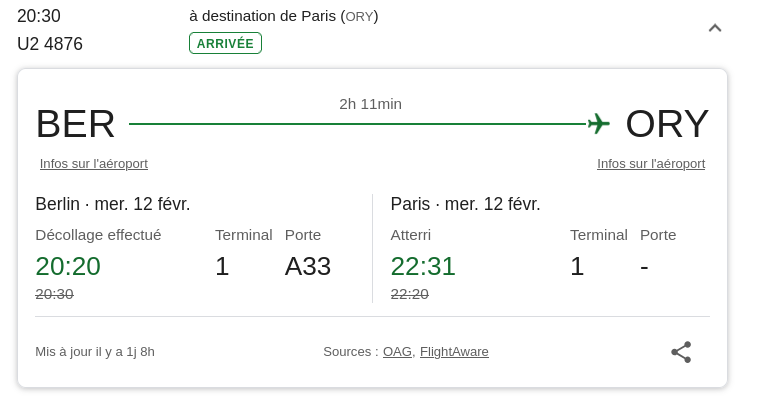 20:30 à destination de Paris (ORY)
U2 4876 ARRIVÉE
2h 11min
BER ORY
Infos sur l'aéroport Infos sur l'aéroport
Berlin · mer. 12 févr. Paris · mer. 12 févr.
Décollage effectué Terminal Porte Atterri Terminal Porte
20:20 1 A33 22:31 1 -
20:30 22:20
Mis à jour il y a 1j 8h Sources : OAG, FlightAware